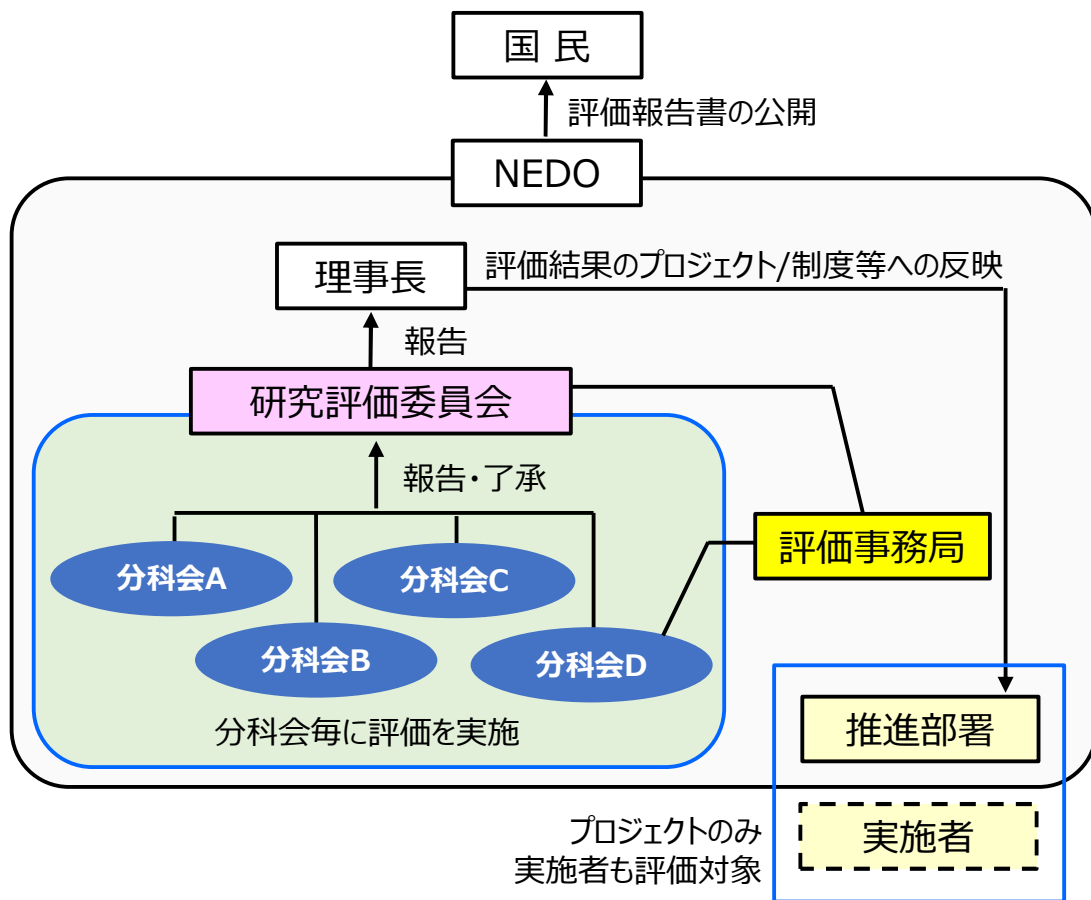 国 民
評価報告書の公開
NEDO
理事長
評価結果のプロジェクト/制度等への反映
報告
研究評価委員会
報告・了承
評価事務局
分科会A
分科会C
分科会B
分科会D
分科会毎に評価を実施
推進部署
プロジェクトのみ
実施者も評価対象
実施者